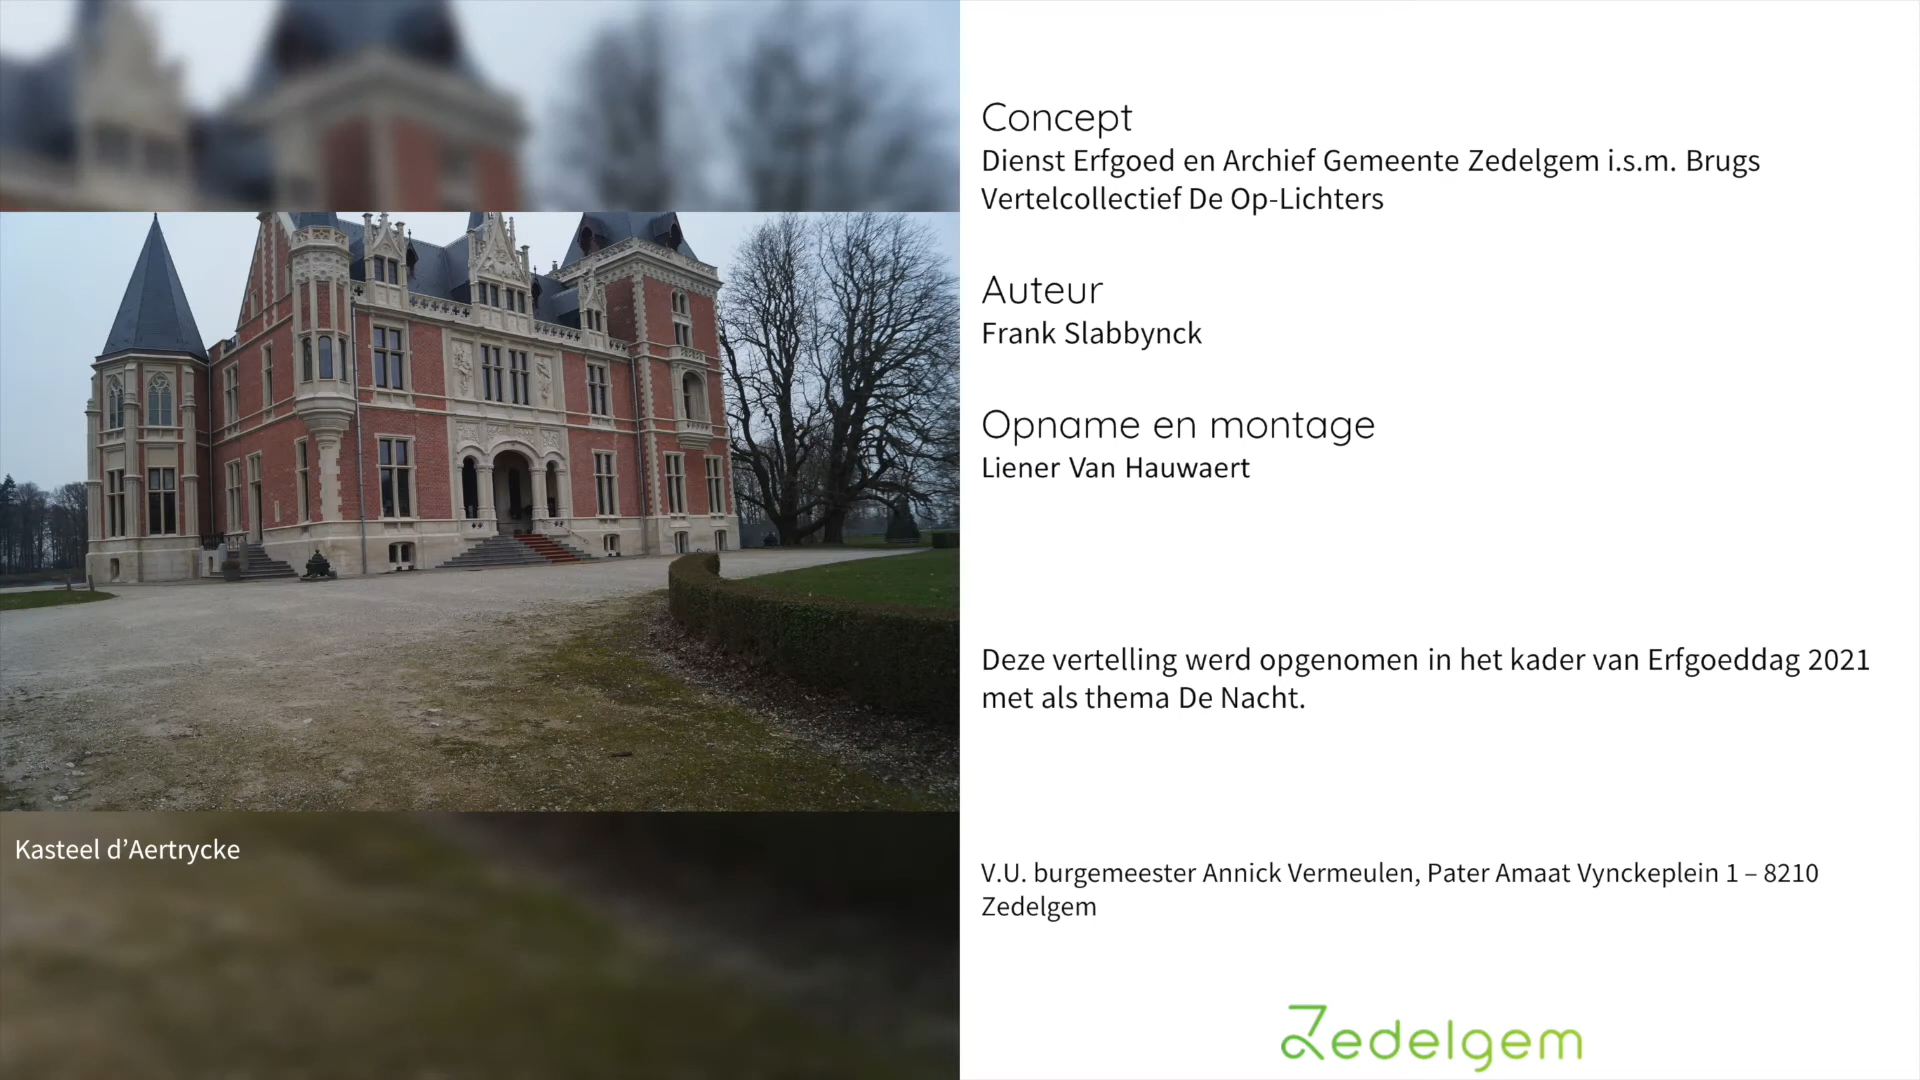 Concept
Dienst Erfgoed en Archief Gemeente Zedelgem i.s.m. Brugs
Vertelcollectief De Op-Lichters
Auteur
Frank Slabbynck
Opname en montage
Liener Van Hauwaert
Deze vertelling werd opgenomen in het kader van Erfgoeddag 2021
met als thema De Nacht.
Kasteel d’Aertrycke
V.U. burgemeester Annick Vermeulen, Pater Amaat Vynckeplein 1 – 8210
Zedelgem
Zedelgem